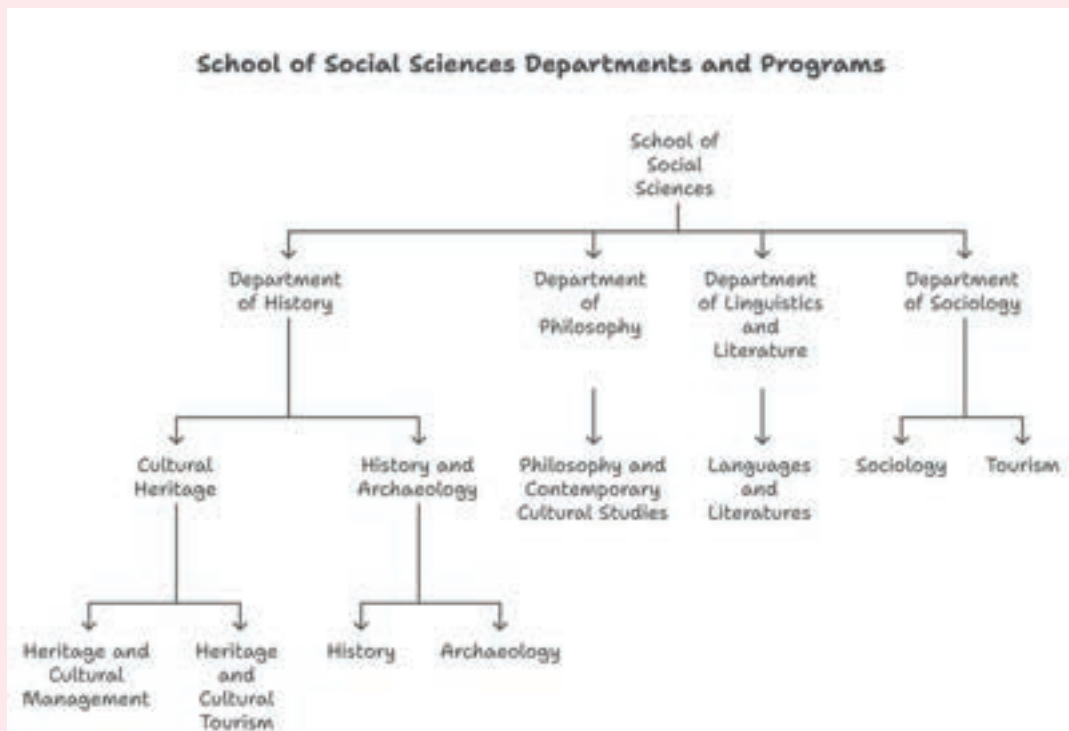 School of Social Sciences Departments and Programs
School of
Social
Sciences
Department
of History
Department
of
Philosophy
Department
of Linguistics
and
Literature
Department
of Sociology
Cultural
Heritage
History and
Archaeology
Philosophy and
Contemporary
Cultural Studies
Languages
and
Literatures
Sociology
Tourism
Heritage and
Cultural
Management
Heritage
and
Cultural
Tourism
History
Archaeology